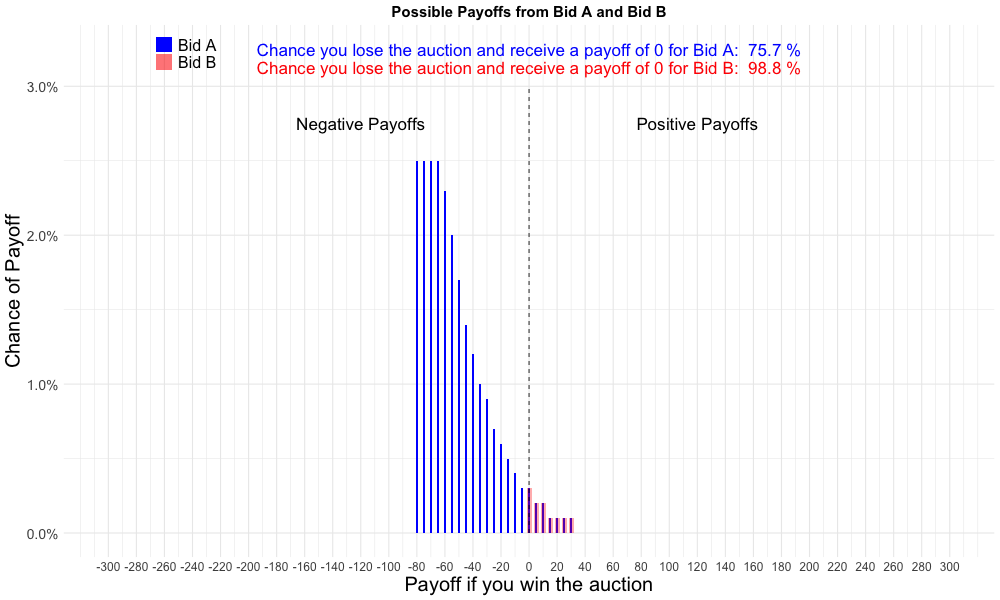 Possible Payoffs from Bid A and Bid B
Bid A
Bid B
Chance you lose the auction and receive a payoff of 0 for Bid A: 75.7 %
Chance you lose the auction and receive a payoff of 0 for Bid B: 98.8 %
Negative Payoffs
Positive Payoffs
Chance of Payoff
3.0%
2.0%
1.0%
0.0%
-300 -280 -260 -240 -220 -200 -180 -160 -140 -120 -100 -80 -60 -40 -20 0 20 40 60 80 100 120 140 160 180 200 220 240 260 280 300
Payoff if you win the auction